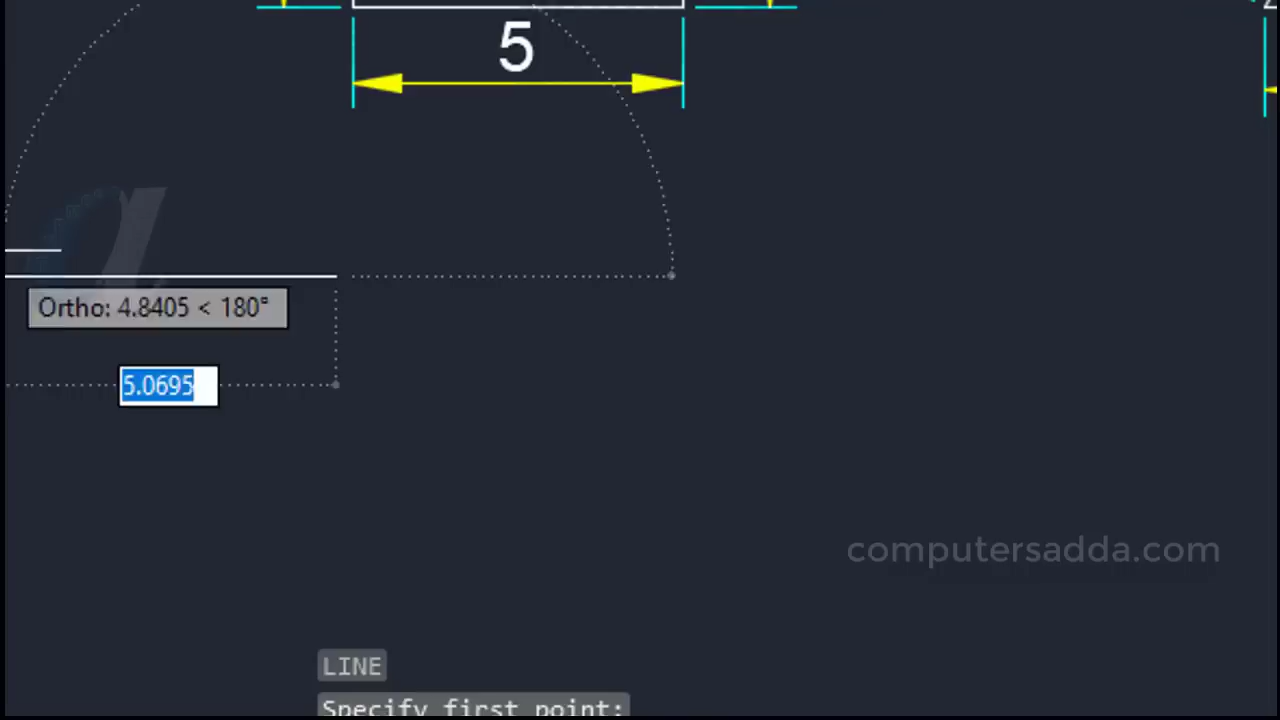 5
Ortho: 4.8405 < 180°
5.0695
computersadda.com
LINE
Specify first point: